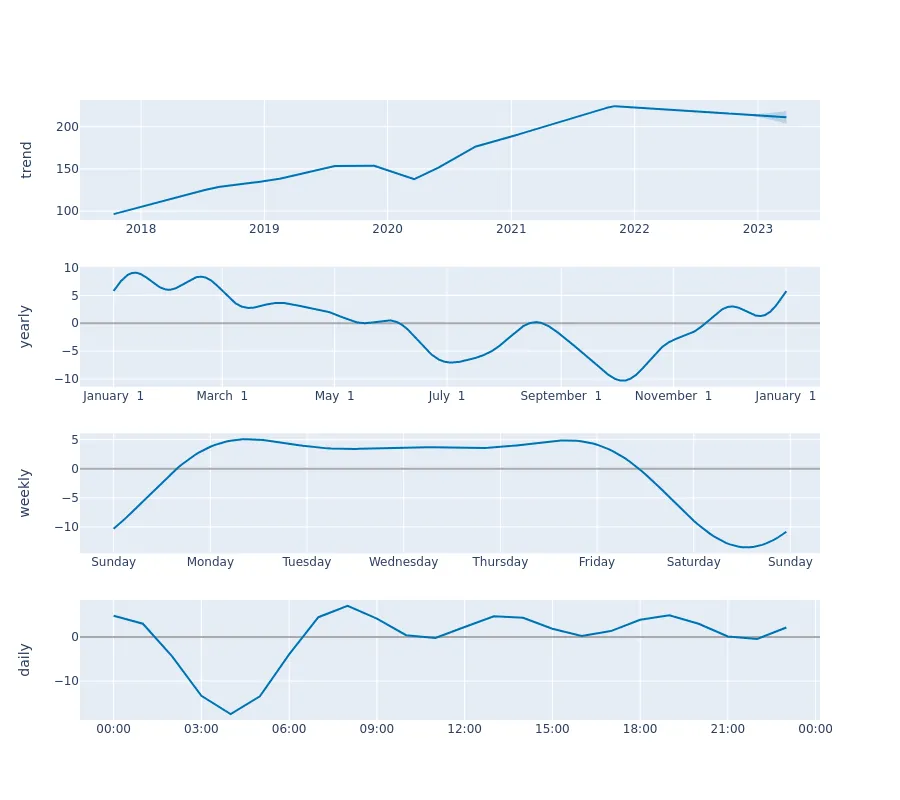 trend
200
150
100
2018 2019 2020 2021 2022 2023
yearly
10
5
0
−5
−10
January 1 March 1 May 1 July 1 September 1 November 1 January 1
weekly
5
0
−5
−10
Sunday Monday Tuesday Wednesday Thursday Friday Saturday Sunday
daily
0
−10
00:00 03:00 06:00 09:00 12:00 15:00 18:00 21:00 00:00